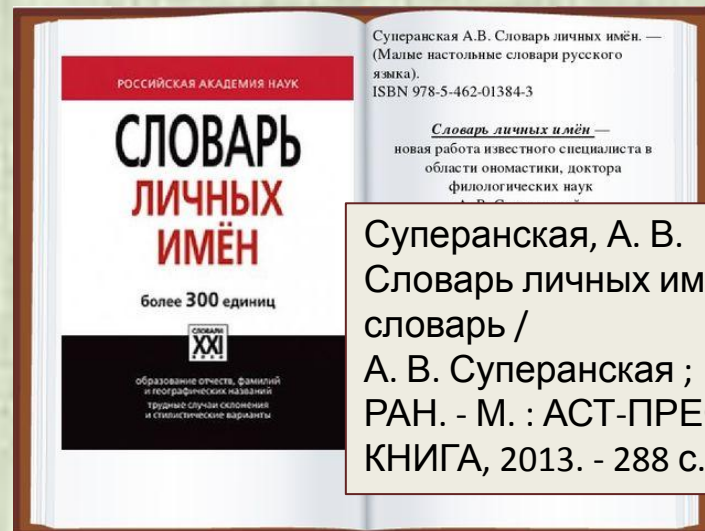 РОССИЙСКАЯ АКАДЕМИЯ НАУК
СЛОВАРЬ
ЛИЧНЫХ
ИМЁН
более 300 единиц
СЛОВАРИ
XXI
ВЕКА
образование отчеств, фамилий
и географических названий
трудные случаи склонения
и стилистические варианты
Суперанская А.В. Словарь личных имён. —
(Малые настольные словари русского
языка).
ISBN 978-5-462-01384-3
Словарь личных имён —
новая работа известного специалиста в
области ономастики, доктора
филологических наук
Суперанская, А. В.
Словарь личных им
словарь /
А. В. Суперанская ;
РАН. - М. : АСТ-ПРЕ
КНИГА, 2013. - 288 с.